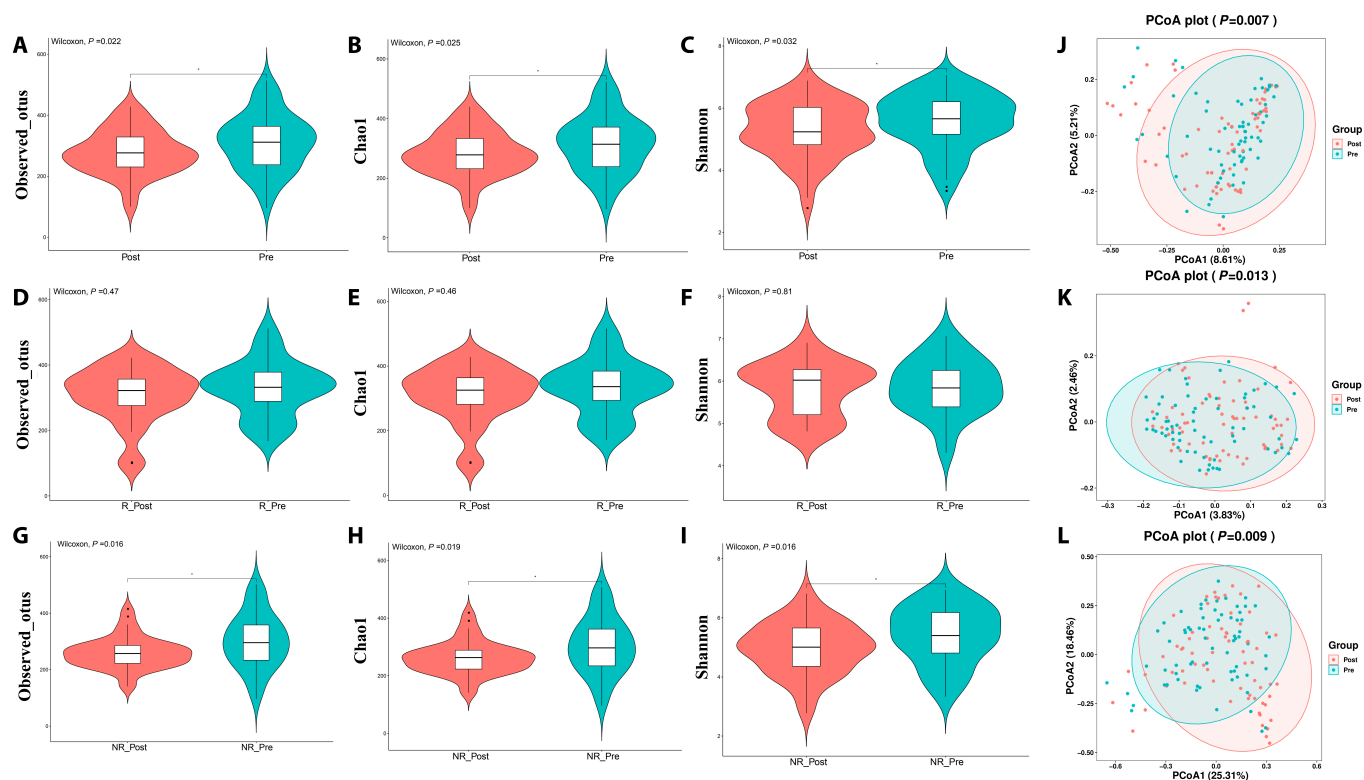 A
Wilcoxon, P =0.022
Observed_otus
600
400
200
0
*
Post
Pre
B
Wilcoxon, P =0.025
Chao1
600
400
200
0
*
Post
Pre
C
Wilcoxon, P =0.032
Shannon
8
6
4
2
*
Post
Pre
J
PCoA plot ( P=0.007 )
PCoA2 (5.21%)
0.2
0.0
−0.2
−0.50
−0.25
0.00
0.25
PCoA1 (8.61%)
Group
Post
Pre
D
Wilcoxon, P =0.47
Observed_otus
600
400
200
0
R_Post
R_Pre
E
Wilcoxon, P =0.46
Chao1
600
400
200
0
R_Post
R_Pre
F
Wilcoxon, P =0.81
Shannon
8
7
6
5
4
R_Post
R_Pre
K
PCoA plot ( P=0.013 )
PCoA2 (2.46%)
0.2
0.0
−0.2
−0.3
−0.2
−0.1
0.0
0.1
0.2
0.3
PCoA1 (3.83%)
Group
Post
Pre
G
Wilcoxon, P =0.016
Observed_otus
600
400
200
0
*
NR_Post
NR_Pre
H
Wilcoxon, P =0.019
Chao1
600
400
200
0
*
NR_Post
NR_Pre
I
Wilcoxon, P =0.016
Shannon
8
6
4
2
*
NR_Post
NR_Pre
L
PCoA plot ( P=0.009 )
PCoA2 (18.46%)
0.50
0.25
0.00
−0.25
−0.50
−0.6
−0.3
0.0
0.3
0.6
PCoA1 (25.31%)
Group
Post
Pre